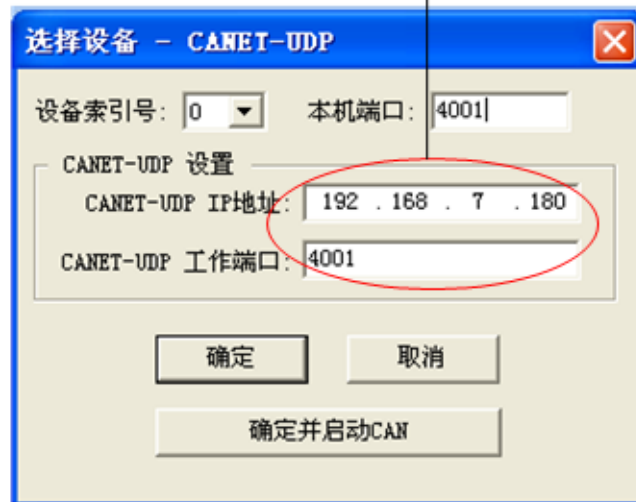 选择设备 - CANET-UDP
设备索引号: 0 本机端口: 4001
CANET-UDP 设置
CANET-UDP IP地址: 192 .168 . 7 .180
CANET-UDP 工作端口: 4001
确定 取消
确定并启动CAN